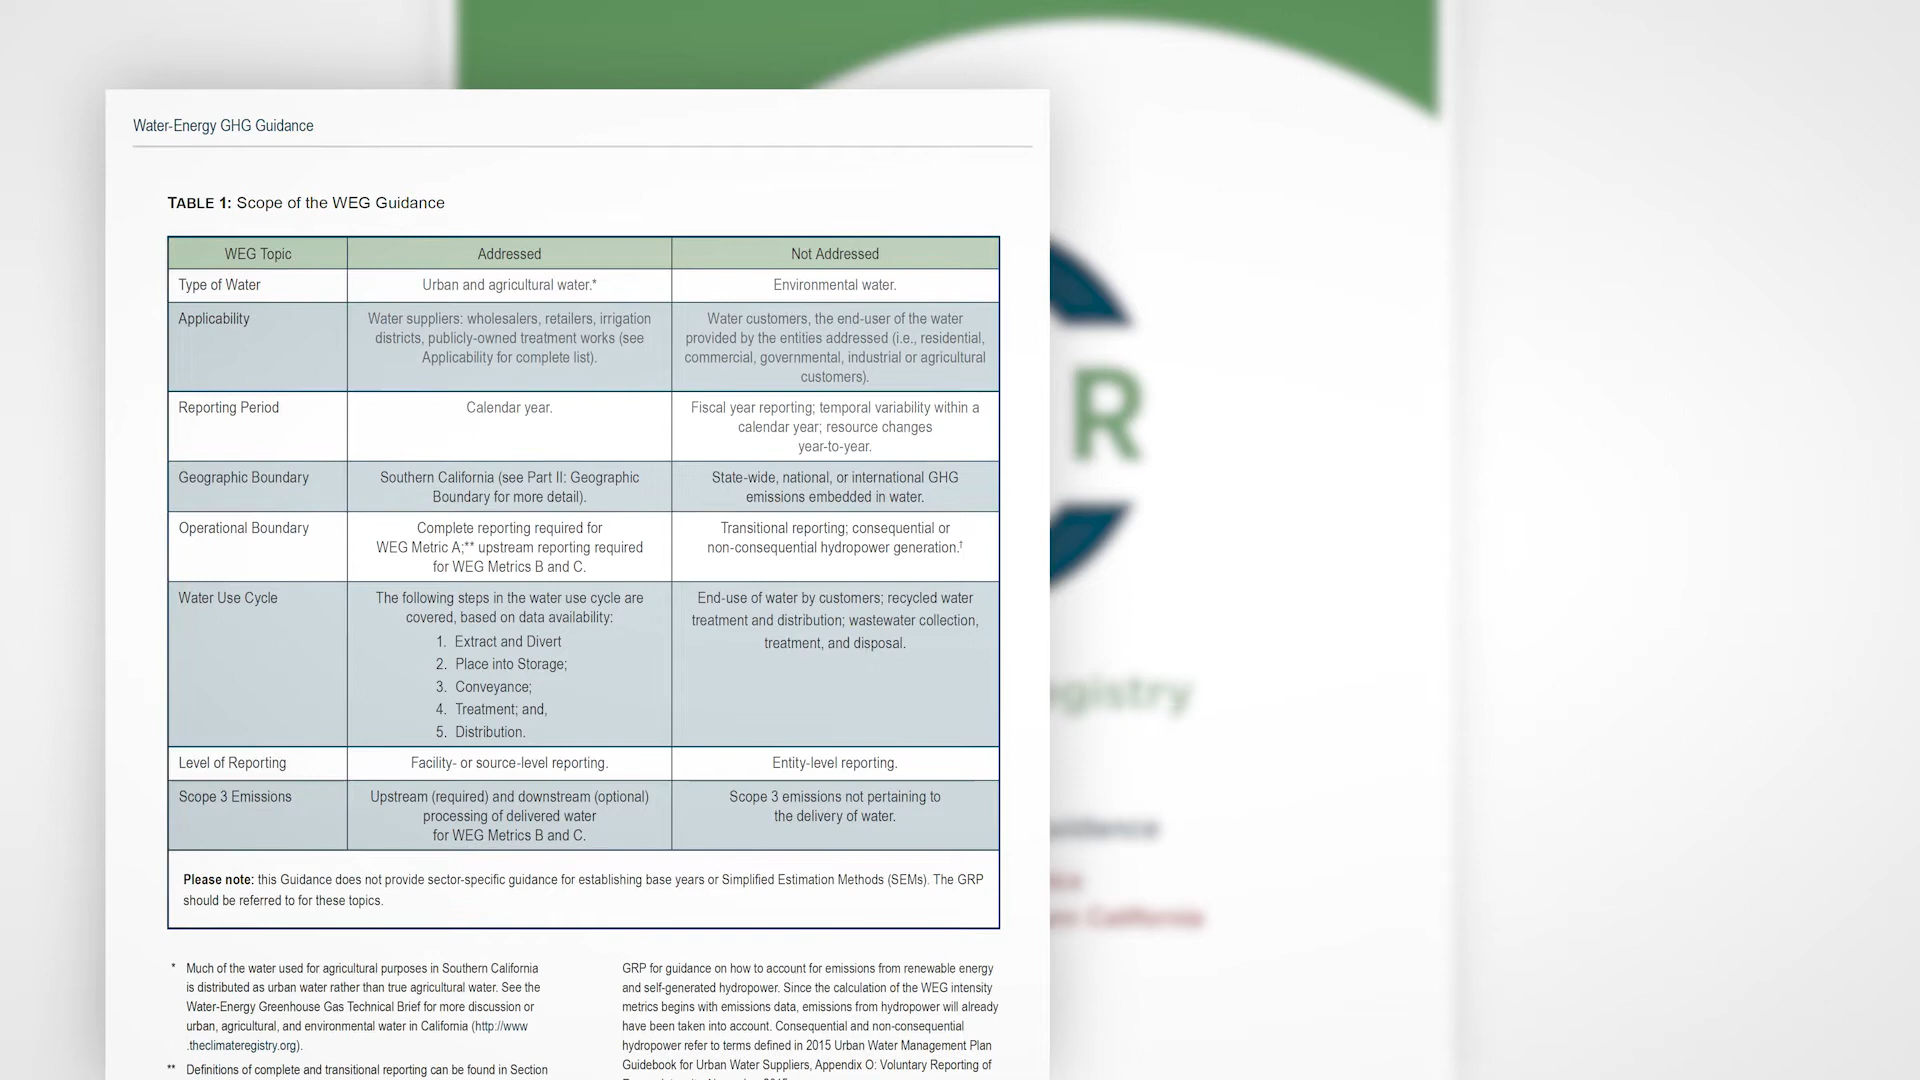 Water-Energy GHG Guidance
TABLE 1: Scope of the WEG Guidance
WEG Topic Addressed Not Addressed
Type of Water
Urban and agricultural water.*
Environmental water.
Applicability
Water suppliers: wholesalers, retailers, irrigation
districts, publicly-owned treatment works (see
Applicability for complete list).
Water customers, the end-user of the water
provided by the entities addressed (i.e., residential,
commercial, governmental, industrial or agricultural
customers).
Reporting Period
Calendar year.
Fiscal year reporting; temporal variability within a
calendar year; resource changes
year-to-year.
Geographic Boundary
Southern California (see Part II: Geographic
Boundary for more detail).
State-wide, national, or international GHG
emissions embedded in water.
Operational Boundary
Complete reporting required for
WEG Metric A;** upstream reporting required
for WEG Metrics B and C.
Transitional reporting; consequential or
non-consequential hydropower generation.†
Water Use Cycle
The following steps in the water use cycle are
covered, based on data availability:
1. Extract and Divert
2. Place into Storage;
3. Conveyance;
4. Treatment; and,
5. Distribution.
End-use of water by customers; recycled water
treatment and distribution; wastewater collection,
treatment, and disposal.
Level of Reporting
Facility- or source-level reporting.
Entity-level reporting.
Scope 3 Emissions
Upstream (required) and downstream (optional)
processing of delivered water
for WEG Metrics B and C.
Scope 3 emissions not pertaining to
the delivery of water.
Please note: this Guidance does not provide sector-specific guidance for establishing base years or Simplified Estimation Methods (SEMs). The GRP
should be referred to for these topics.
* Much of the water used for agricultural purposes in Southern California
is distributed as urban water rather than true agricultural water. See the
Water-Energy Greenhouse Gas Technical Brief for more discussion or
urban, agricultural, and environmental water in California (http://www
.theclimateregistry.org).
** Definitions of complete and transitional reporting can be found in Section
GRP for guidance on how to account for emissions from renewable energy
and self-generated hydropower. Since the calculation of the WEG intensity
metrics begins with emissions data, emissions from hydropower will already
have been taken into account. Consequential and non-consequential
hydropower refer to terms defined in 2015 Urban Water Management Plan
Guidebook for Urban Water Suppliers, Appendix O: Voluntary Reporting of
R
egistry
California